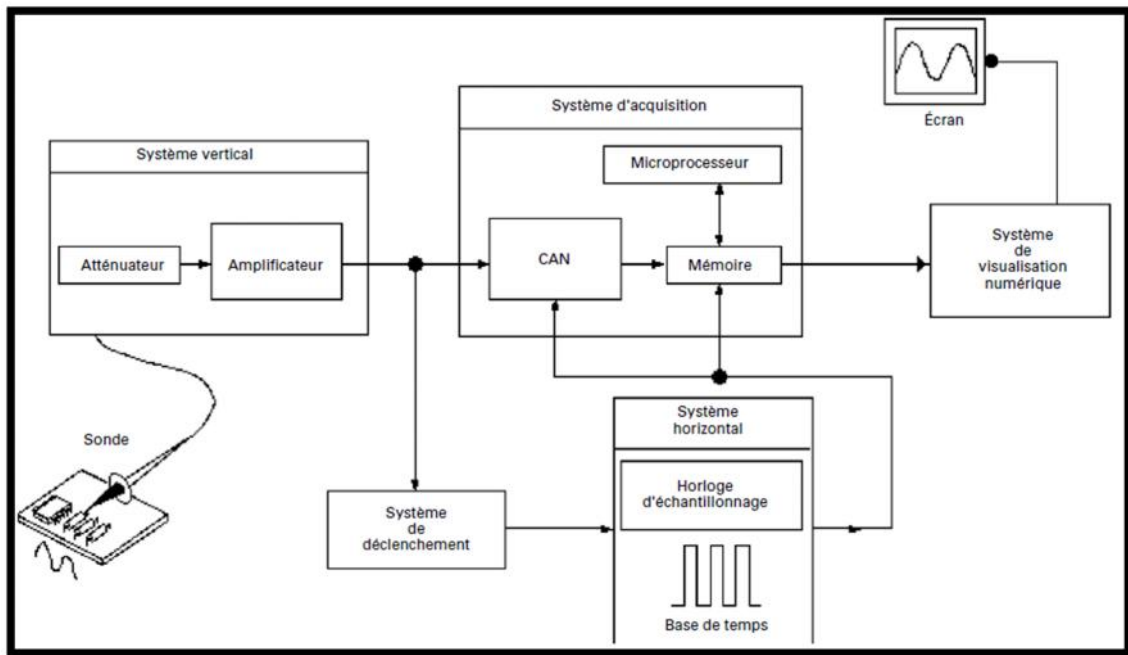 Écran
Système d'acquisition
Système vertical
Microprocesseur
Atténuateur
Amplificateur
CAN
Mémoire
Système
de
visualisation
numérique
Sonde
Système
horizontal
Horloge
d'échantillonnage
Système
de
déclenchement
Base de temps